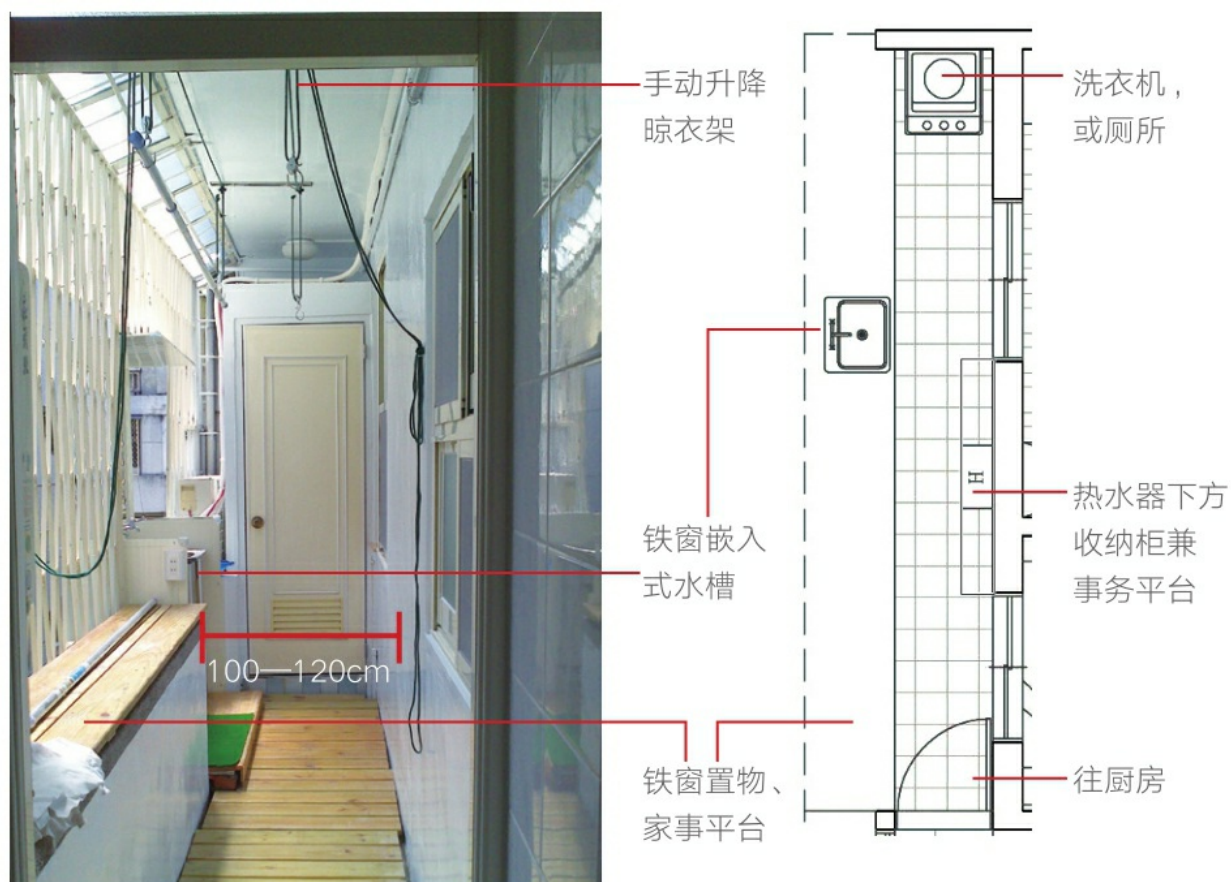 手动升降
晾衣架
洗衣机，
或厕所
铁窗嵌入
式水槽
H
热水器下方
收纳柜兼
事务平台
100—120cm
铁窗置物、
家事平台
往厨房